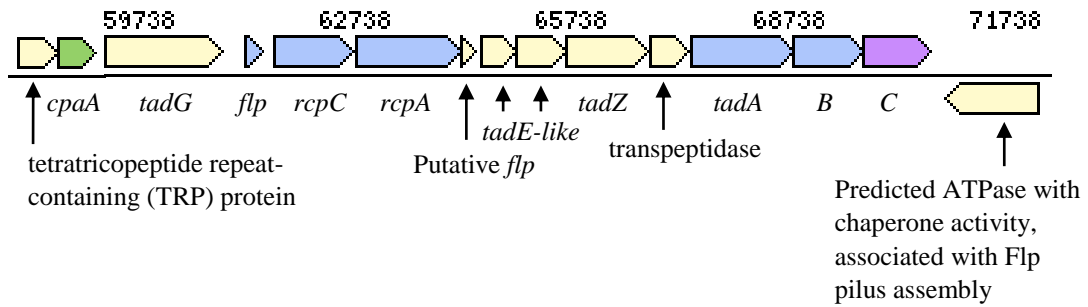 59738 62738 65738 68738 71738
cpaA tadG flp rcpC rcpA tadZ tadA B C
tadE-like
tetratricopeptide repeat-
containing (TRP) protein
Putative flp
transpeptidase
Predicted ATPase with
chaperone activity,
associated with Flp
pilus assembly